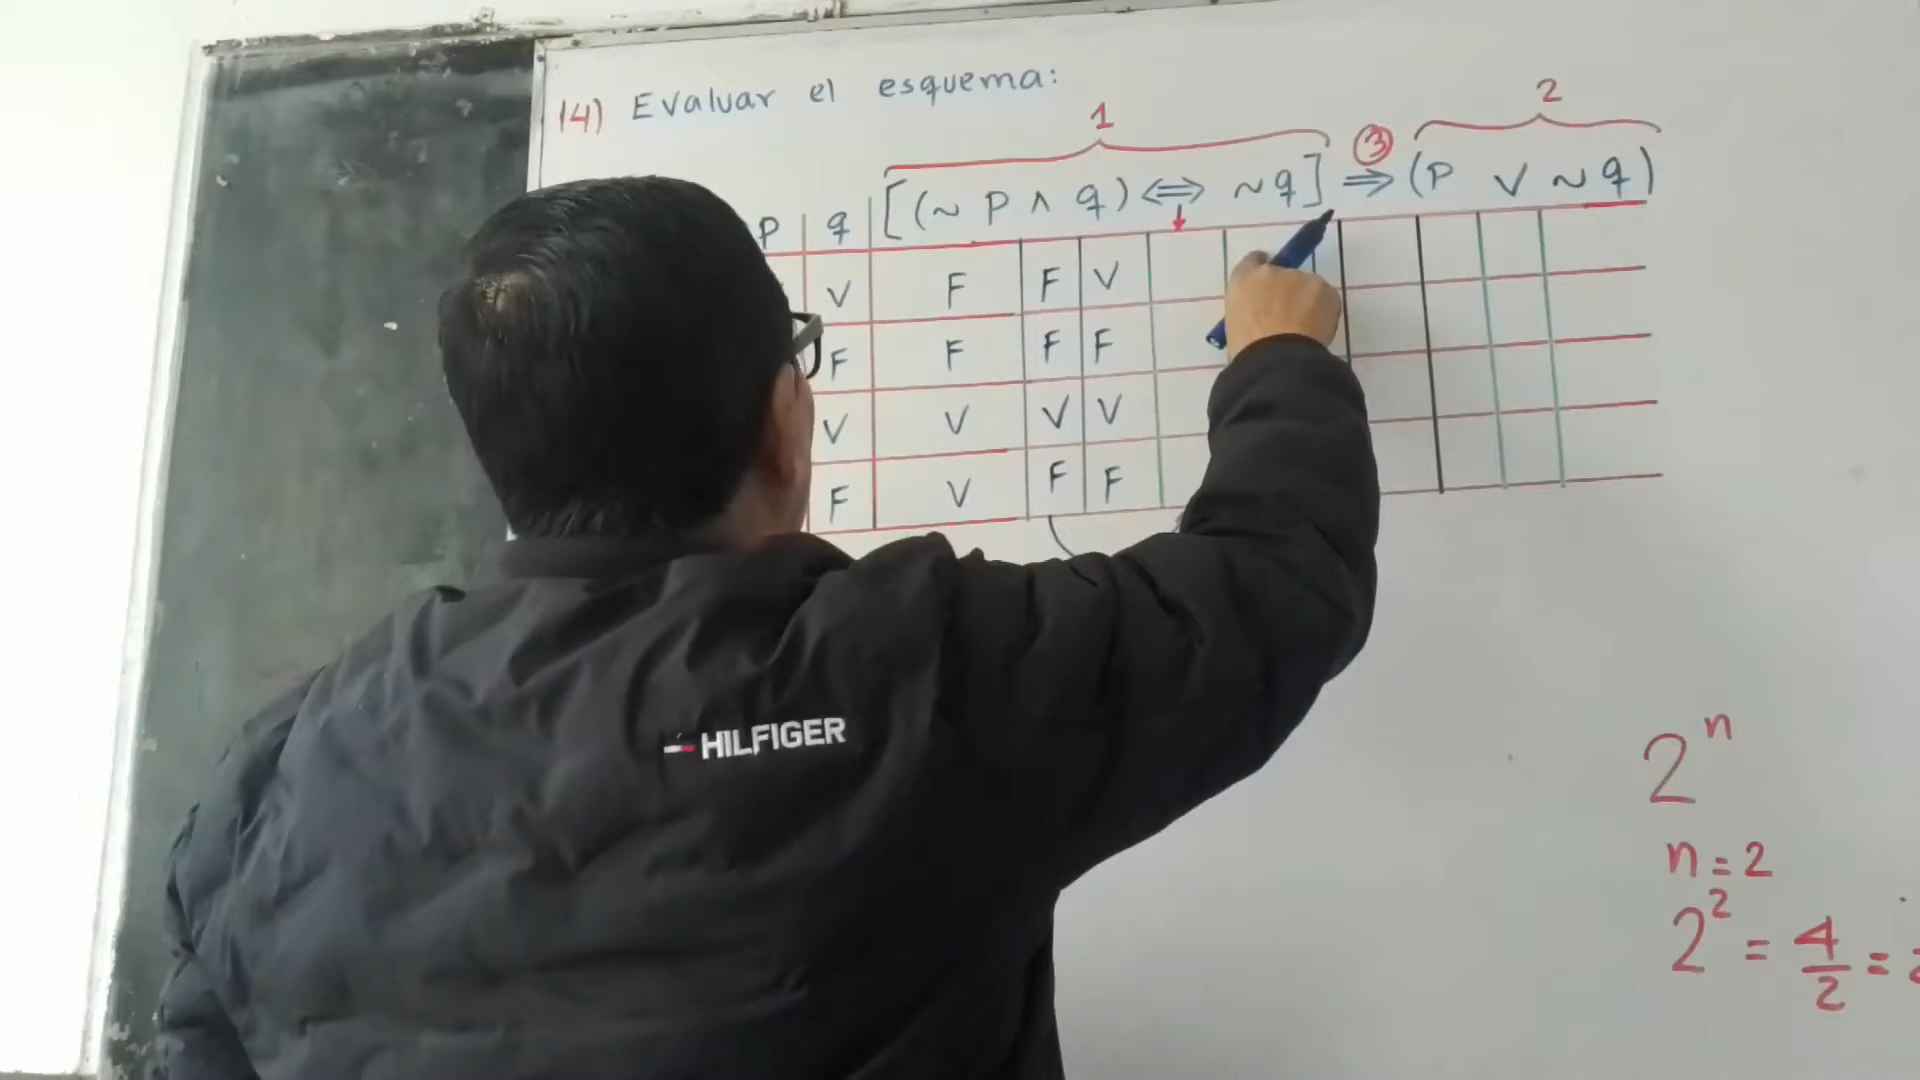 14) Evaluar el esquema:
1
2
③
P q [(~ P ∧ q) ⇔ ~q] ⇒ (P ∨ ~q)
V F F V
F F F F
V V V V
F V F F
HILFIGER
2ⁿ
n = 2
2² = 4/2 =